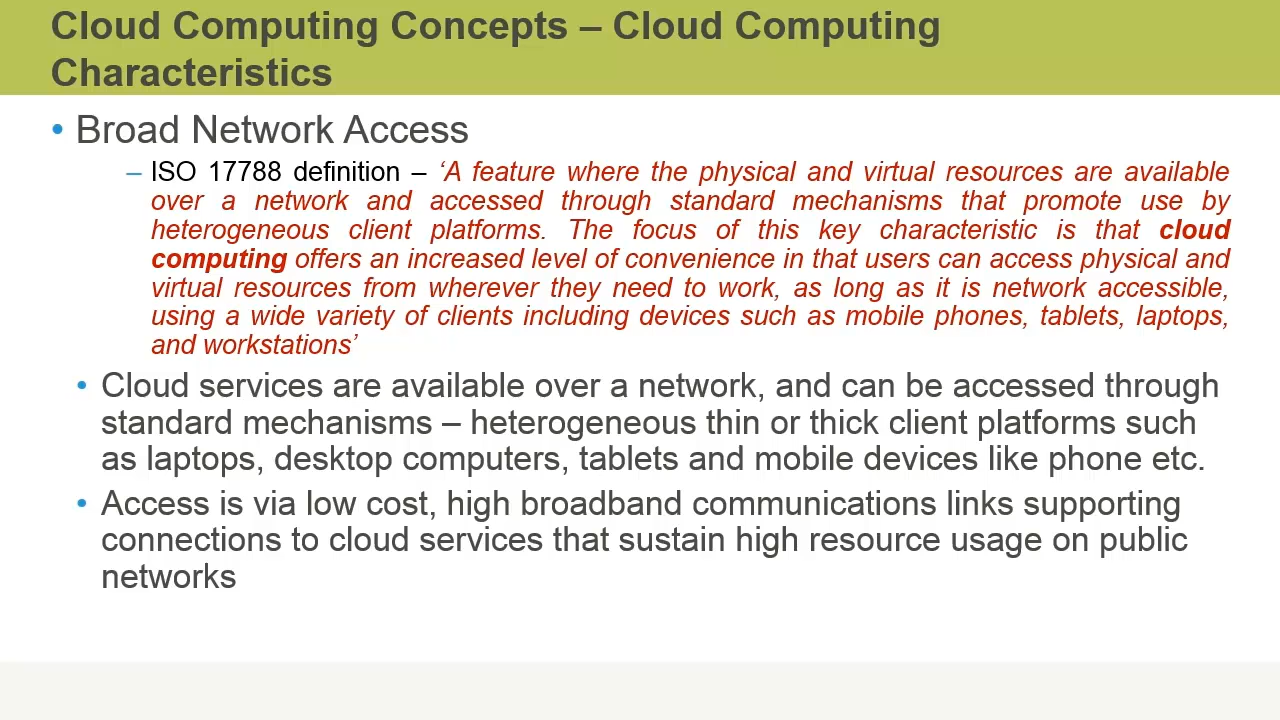 Cloud Computing Concepts – Cloud Computing
Characteristics
• Broad Network Access
– ISO 17788 definition – ‘A feature where the physical and virtual resources are available
over a network and accessed through standard mechanisms that promote use by
heterogeneous client platforms. The focus of this key characteristic is that cloud
computing offers an increased level of convenience in that users can access physical and
virtual resources from wherever they need to work, as long as it is network accessible,
using a wide variety of clients including devices such as mobile phones, tablets, laptops,
and workstations’
• Cloud services are available over a network, and can be accessed through
standard mechanisms – heterogeneous thin or thick client platforms such
as laptops, desktop computers, tablets and mobile devices like phone etc.
• Access is via low cost, high broadband communications links supporting
connections to cloud services that sustain high resource usage on public
networks